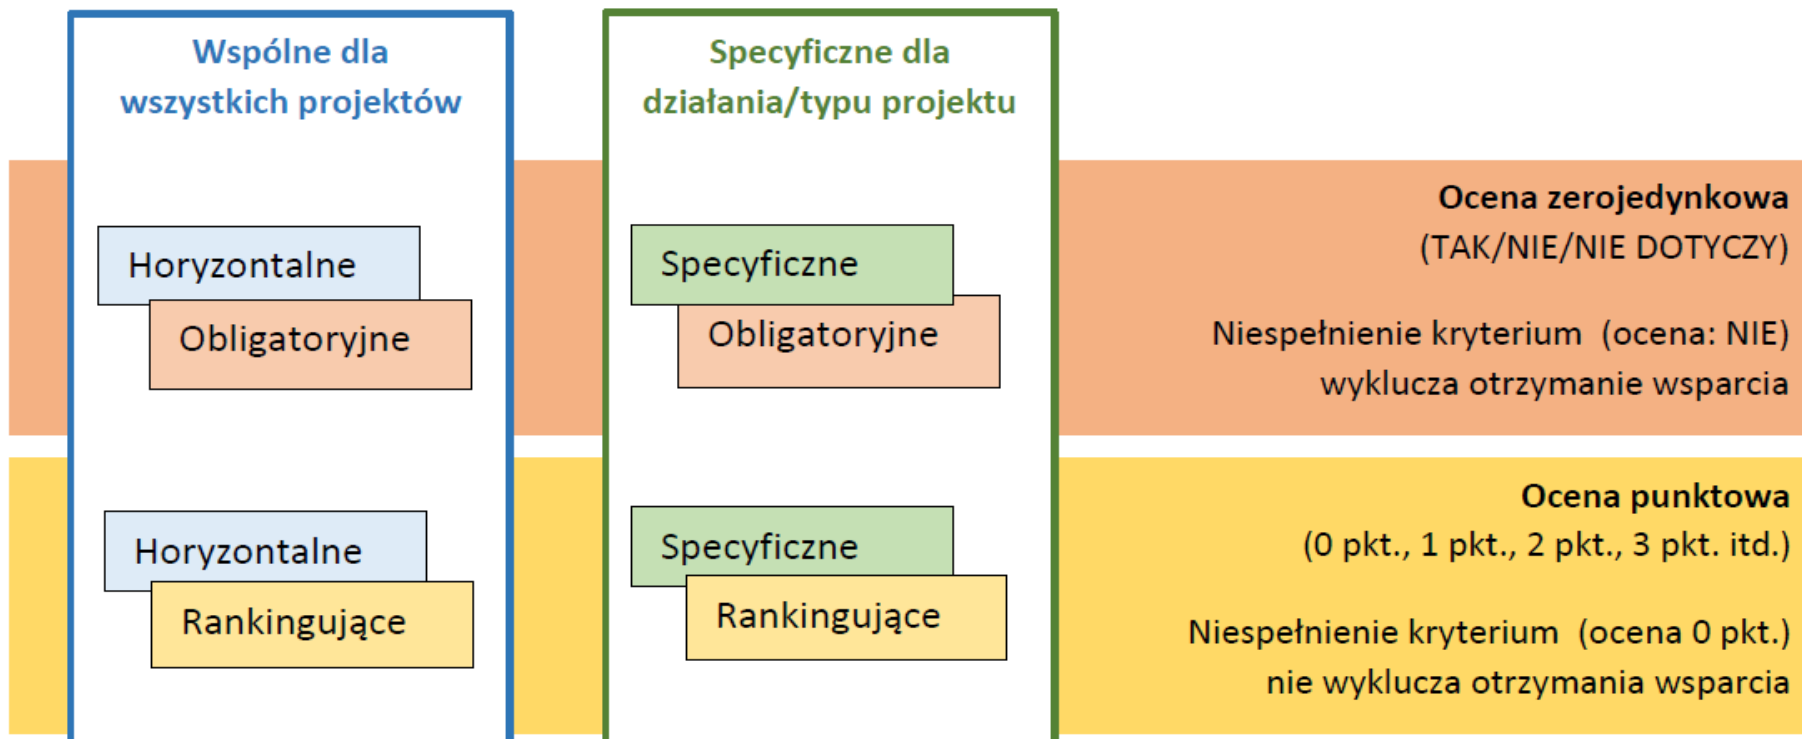 Wspólne dla
wszystkich projektów
Specyficzne dla
działania/typu projektu
Horyzontalne
Obligatoryjne
Specyficzne
Obligatoryjne
Ocena zerojedynkowa
(TAK/NIE/NIE DOTYCZY)
Niespełnienie kryterium (ocena: NIE)
wyklucza otrzymanie wsparcia
Horyzontalne
Rankingujące
Specyficzne
Rankingujące
Ocena punktowa
(0 pkt., 1 pkt., 2 pkt., 3 pkt. itd.)
Niespełnienie kryterium (ocena 0 pkt.)
nie wyklucza otrzymania wsparcia